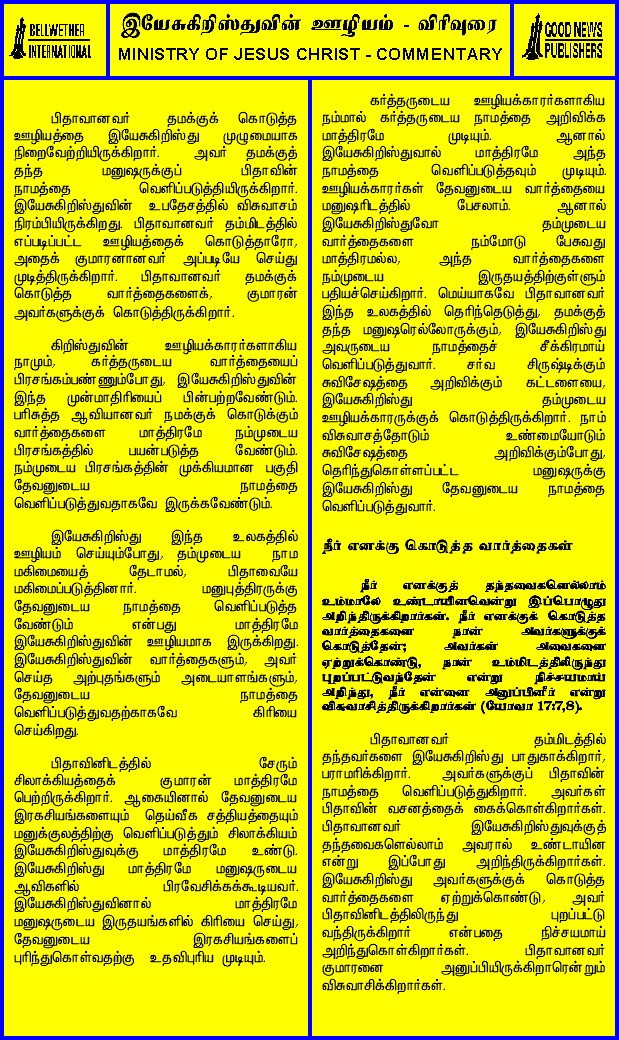 BELLWETHER
INTERNATIONAL
இயேசுகிறிஸ்துவின் ஊழியம் - விரிவுரை
MINISTRY OF JESUS CHRIST - COMMENTARY
GOOD NEWS
PUBLISHERS
பிதாவானவர் தமக்குக் கொடுத்த
ஊழியத்தை இயேசுகிறிஸ்து முழுமையாக
நிறைவேற்றியிருக்கிறார். அவர் தமக்குத்
தந்த மனுஷருக்குப் பிதாவின்
நாமத்தை வெளிப்படுத்தியிருக்கிறார்.
இயேசுகிறிஸ்துவின் உபதேசத்தில் விசுவாசம்
நிரம்பியிருக்கிறது. பிதாவானவர் தம்மிடத்தில்
எப்படிப்பட்ட ஊழியத்தைக் கொடுத்தாரோ,
அதைக் குமாரனானவர் அப்படியே செய்து
முடித்திருக்கிறார். பிதாவானவர் தமக்குக்
கொடுத்த வார்த்தைகளைக், குமாரன்
அவர்களுக்குக் கொடுத்திருக்கிறார்.
கிறிஸ்துவின் ஊழியக்காரர்களாகிய
நாமும், கர்த்தருடைய வார்த்தையைப்
பிரசங்கம்பண்ணும்போது, இயேசுகிறிஸ்துவின்
இந்த முன்மாதிரியைப் பின்பற்றவேண்டும்.
பரிசுத்த ஆவியானவர் நமக்குக் கொடுக்கும்
வார்த்தைகளை மாத்திரமே நம்முடைய
பிரசங்கத்தில் பயன்படுத்த வேண்டும்.
நம்முடைய பிரசங்கத்தின் முக்கியமான பகுதி
தேவனுடைய நாமத்தை
வெளிப்படுத்துவதாகவே இருக்கவேண்டும்.
இயேசுகிறிஸ்து இந்த உலகத்தில்
ஊழியம் செய்யும்போது, தம்முடைய நாம
மகிமையைத் தேடாமல், பிதாவையே
மகிமைப்படுத்தினார். மனுபுத்திரருக்கு
தேவனுடைய நாமத்தை வெளிப்படுத்த
வேண்டும் என்பது மாத்திரமே
இயேசுகிறிஸ்துவின் ஊழியமாக இருக்கிறது.
இயேசுகிறிஸ்துவின் வார்த்தைகளும், அவர்
செய்த அற்புதங்களும் அடையாளங்களும்,
தேவனுடைய நாமத்தை
வெளிப்படுத்துவதற்காகவே கிரியை
செய்கிறது.
பிதாவினிடத்தில் சேரும்
சிலாக்கியத்தைக் குமாரன் மாத்திரமே
பெற்றிருக்கிறார். ஆகையினால் தேவனுடைய
இரகசியங்களையும் தெய்வீக சத்தியத்தையும்
மனுக்குலத்திற்கு வெளிப்படுத்தும் சிலாக்கியம்
இயேசுகிறிஸ்துவுக்கு மாத்திரமே உண்டு.
இயேசுகிறிஸ்து மாத்திரமே மனுஷருடைய
ஆவிகளில் பிரவேசிக்கக்கூடியவர்.
இயேசுகிறிஸ்துவினால் மாத்திரமே
மனுஷருடைய இருதயங்களில் கிரியை செய்து,
தேவனுடைய இரகசியங்களைப்
புரிந்துகொள்வதற்கு உதவிபுரிய முடியும்.
கர்த்தருடைய ஊழியக்காரர்களாகிய
நம்மால் கர்த்தருடைய நாமத்தை அறிவிக்க
மாத்திரமே முடியும். ஆனால்
இயேசுகிறிஸ்துவால் மாத்திரமே அந்த
நாமத்தை வெளிப்படுத்தவும் முடியும்.
ஊழியக்காரர்கள் தேவனுடைய வார்த்தையை
மனுஷரிடத்தில் பேசலாம். ஆனால்
இயேசுகிறிஸ்துவோ தம்முடைய
வார்த்தைகளை நம்மோடு பேசுவது
மாத்திரமல்ல, அந்த வார்த்தைகளை
நம்முடைய இருதயத்திற்குள்ளும்
பதியச்செய்கிறார். மெய்யாகவே பிதாவானவர்
இந்த உலகத்தில் தெரிந்தெடுத்து, தமக்குத்
தந்த மனுஷரெல்லோருக்கும், இயேசுகிறிஸ்து
அவருடைய நாமத்தைச் சீக்கிரமாய்
வெளிப்படுத்துவார். சர்வ சிருஷ்டிக்கும்
சுவிசேஷத்தை அறிவிக்கும் கட்டளையை,
இயேசுகிறிஸ்து தம்முடைய
ஊழியக்காரருக்குக் கொடுத்திருக்கிறார். நாம்
விசுவாசத்தோடும் உண்மையோடும்
சுவிசேஷத்தை அறிவிக்கும்போது,
தெரிந்துகொள்ளப்பட்ட மனுஷருக்கு
இயேசுகிறிஸ்து தேவனுடைய நாமத்தை
வெளிப்படுத்துவார்.
நீர் எனக்கு கொடுத்த வார்த்தைகள்
நீர் எனக்குத் தந்தவைகளெல்லாம்
உம்மாலே உண்டாயினவென்று இப்பொழுது
அறிந்திருக்கிறார்கள். நீர் எனக்குக் கொடுத்த
வார்த்தைகளை நான் அவர்களுக்குக்
கொடுத்தேன்; அவர்கள் அவைகளை
ஏற்றுக்கொண்டு, நான் உம்மிடத்திலிருந்து
புறப்பட்டுவந்தேன் என்று நிச்சயமாய்
அறிந்து, நீர் என்னை அனுப்பினீர் என்று
விசுவாசித்திருக்கிறார்கள் (யோவா 17:7,8).
பிதாவானவர் தம்மிடத்தில்
தந்தவர்களை இயேசுகிறிஸ்து பாதுகாக்கிறார்,
பராமரிக்கிறார். அவர்களுக்குப் பிதாவின்
நாமத்தை வெளிப்படுத்துகிறார். அவர்கள்
பிதாவின் வசனத்தைக் கைக்கொள்கிறார்கள்.
பிதாவானவர் இயேசுகிறிஸ்துவுக்குத்
தந்தவைகளெல்லாம் அவரால் உண்டாயின
என்று இப்போது அறிந்திருக்கிறார்கள்.
இயேசுகிறிஸ்து அவர்களுக்குக் கொடுத்த
வார்த்தைகளை ஏற்றுக்கொண்டு, அவர்
பிதாவினிடத்திலிருந்து புறப்பட்டு
வந்திருக்கிறார் என்பதை நிச்சயமாய்
அறிந்துகொள்கிறார்கள். பிதாவானவர்
குமாரனை அனுப்பியிருக்கிறாரென்றும்
விசுவாசிக்கிறார்கள்.